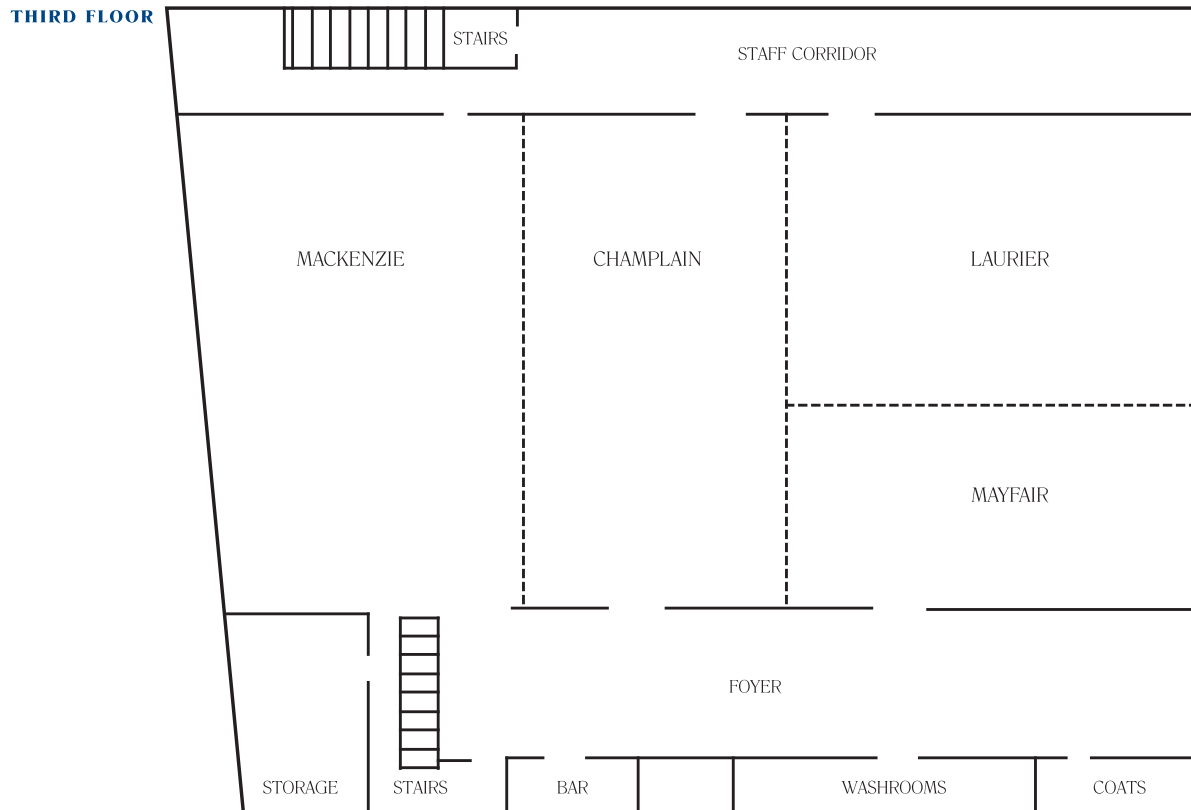 THIRD FLOOR
STAIRS
STAFF CORRIDOR
MACKENZIE
CHAMPLAIN
LAURIER
MAYFAIR
FOYER
STORAGE
STAIRS
BAR
WASHROOMS
COATS